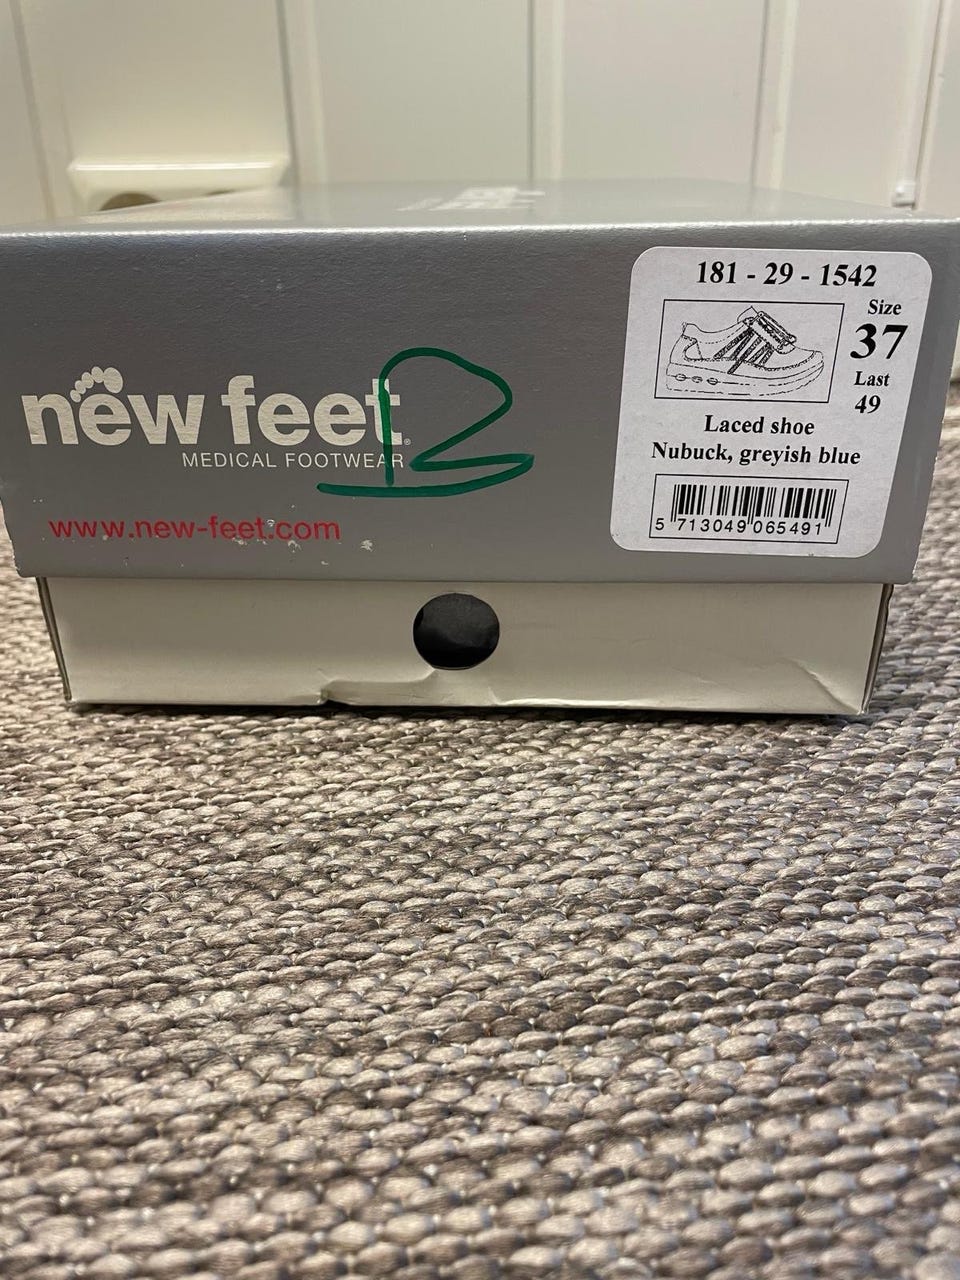 new feet®
MEDICAL FOOTWEAR
www.new-feet.com
181 - 29 - 1542
Size
37
Last
49
Laced shoe
Nubuck, greyish blue
5 713049 065491